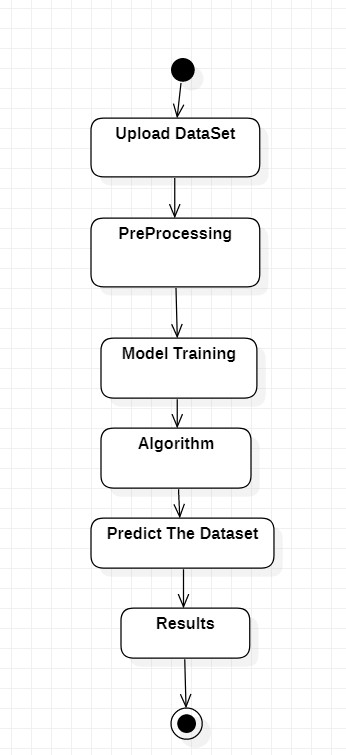 Upload DataSet
PreProcessing
Model Training
Algorithm
Predict The Dataset
Results